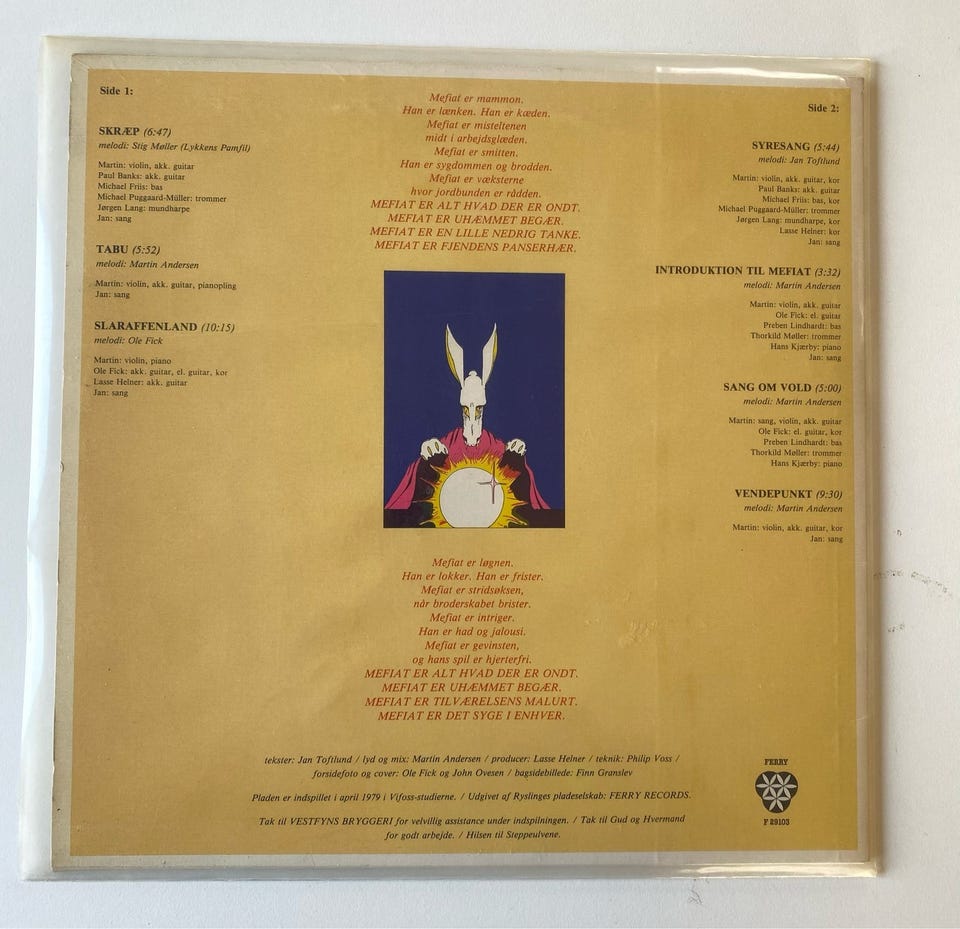 Side 1:
SKRÆP (6:47)
melodi: Stig Møller (Lykkens Pamfil)
Martin: violin, akk. guitar
Paul Banks: akk. guitar
Michael Friis: bas
Michael Puggaard-Müller: trommer
Jørgen Lang: mundharpe
Jan: sang
TABU (5:52)
melodi: Martin Andersen
Martin: violin, akk. guitar, pianopling
Jan: sang
SLARAFFENLAND (10:15)
melodi: Ole Fick
Martin: violin, piano
Ole Fick: akk. guitar, el. guitar, kor
Lasse Helner: akk. guitar
Jan: sang
Mefiat er mammon.
Han er lænken. Han er kæden.
Mefiat er misteltenen
midt i arbejdsglæden.
Mefiat er smitten.
Han er sygdommen og brodden.
Mefiat er væksterne
hvor jordbunden er rådden.
MEFIAT ER ALT HVAD DER ER ONDT.
MEFIAT ER UHÆMMET BEGÆR.
MEFIAT ER EN LILLE NEDRIG TANKE.
MEFIAT ER FJENDENS PANSERHÆR.
Mefiat er løgnen.
Han er lokker. Han er frister.
Mefiat er stridsøksen,
når broderskabet brister.
Mefiat er intriger.
Han er had og jalousi.
Mefiat er gevinsten,
og hans spil er hjerterfri.
MEFIAT ER ALT HVAD DER ER ONDT.
MEFIAT ER UHÆMMET BEGÆR.
MEFIAT ER TILVÆRELSENS MALURT.
MEFIAT ER DET SYGE I ENHVER.
Side 2:
SYRESANG (5:44)
melodi: Jan Toftlund
Martin: violin, akk. guitar, kor
Paul Banks: akk. guitar
Michael Friis: bas, kor
Michael Puggaard-Müller: trommer
Jørgen Lang: mundharpe, kor
Lasse Helner: kor
Jan: sang
INTRODUKTION TIL MEFIAT (3:32)
melodi: Martin Andersen
Martin: violin, akk. guitar
Ole Fick: el. guitar
Preben Lindhardt: bas
Thorkild Møller: trommer
Hans Kjærby: piano
Jan: sang
SANG OM VOLD (5:00)
melodi: Martin Andersen
Martin: sang, violin, akk. guitar
Ole Fick: el. guitar, kor
Preben Lindhardt: bas
Thorkild Møller: trommer
Hans Kjærby: piano
VENDEPUNKT (9:30)
melodi: Martin Andersen
Martin: violin, akk. guitar, kor
Jan: sang
tekster: Jan Toftlund / lyd og mix: Martin Andersen / producer: Lasse Helner / teknik: Philip Voss /
forsidefoto og cover: Ole Fick og John Ovesen / bagsidebillede: Finn Granslev
Pladen er indspillet i april 1979 i Vifoss-studierne. / Udgivet af Ryslinges pladeselskab: FERRY RECORDS.
Tak til VESTFYNS BRYGGERI for velvillig assistance under indspilningen. / Tak til Gud og Hvermand
for godt arbejde. / Hilsen til Steppeulvene.
FERRY
F 29103